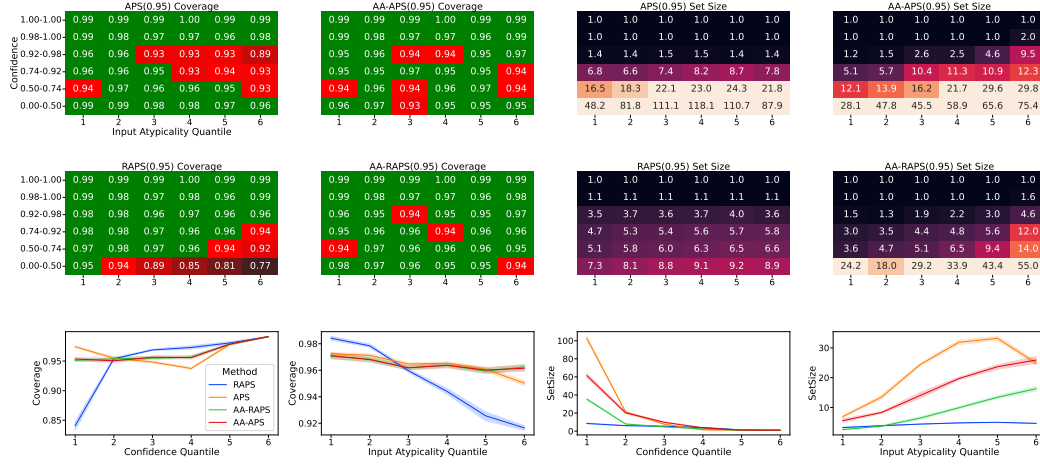 APS(0.95) Coverage
Confidence
1.00-1.00 0.99 0.99 0.99 1.00 0.99 0.99
0.98-1.00 0.99 0.98 0.97 0.97 0.96 0.96
0.92-0.98 0.96 0.96 0.93 0.93 0.93 0.89
0.74-0.92 0.96 0.96 0.95 0.93 0.94 0.93
0.50-0.74 0.94 0.96 0.96 0.95 0.95 0.93
0.00-0.50 0.99 0.99 0.98 0.98 0.96 0.96
1 2 3 4 5 6
Input Atypicality Quantile
AA-APS(0.95) Coverage
0.99 0.99 0.99 1.00 0.99 0.99
0.99 0.98 0.97 0.97 0.96 0.98
0.95 0.96 0.94 0.94 0.95 0.96
0.95 0.95 0.97 0.96 0.95 0.94
0.94 0.96 0.94 0.96 0.96 0.94
0.97 0.96 0.93 0.95 0.95 0.95
1 2 3 4 5 6
APS(0.95) Set Size
1.0 1.0 1.0 1.0 1.0 1.0
1.0 1.0 1.0 1.0 1.0 1.0
1.4 1.4 1.5 1.5 1.4 1.4
6.8 6.6 7.4 8.2 8.7 7.8
16.5 18.3 22.1 23.0 24.3 21.8
48.2 81.8 111.1 118.1 110.7 87.9
1 2 3 4 5 6
AA-APS(0.95) Set Size
1.0 1.0 1.0 1.0 1.0 1.0
1.0 1.0 1.0 1.0 1.0 2.0
1.2 1.5 2.6 2.5 4.6 9.5
5.1 5.7 10.4 11.3 10.9 12.3
12.1 13.9 16.2 21.7 29.6 29.8
28.1 47.8 45.5 58.9 65.6 75.4
1 2 3 4 5 6
RAPS(0.95) Coverage
1.00-1.00 0.99 0.99 0.99 1.00 0.99 0.99
0.98-1.00 0.99 0.98 0.97 0.98 0.97 0.96
0.92-0.98 0.98 0.98 0.96 0.97 0.96 0.96
0.74-0.92 0.98 0.97 0.96 0.96 0.96 0.94
0.50-0.74 0.97 0.98 0.97 0.96 0.94 0.92
0.00-0.50 0.95 0.94 0.89 0.85 0.81 0.77
1 2 3 4 5 6
AA-RAPS(0.95) Coverage
0.99 0.99 0.99 1.00 0.99 0.99
0.99 0.98 0.97 0.97 0.96 0.97
0.96 0.95 0.94 0.95 0.95 0.97
0.96 0.95 0.96 0.94 0.96 0.95
0.94 0.97 0.95 0.96 0.95 0.95
0.98 0.97 0.96 0.95 0.96 0.94
1 2 3 4 5 6
RAPS(0.95) Set Size
1.0 1.0 1.0 1.0 1.0 1.0
1.1 1.1 1.1 1.1 1.1 1.1
3.5 3.7 3.6 3.7 4.0 3.6
4.7 5.3 5.4 5.6 5.7 5.8
5.1 5.8 6.0 6.3 6.5 6.6
7.3 8.1 8.8 9.1 9.2 8.9
1 2 3 4 5 6
AA-RAPS(0.95) Set Size
1.0 1.0 1.0 1.0 1.0 1.0
1.0 1.0 1.0 1.0 1.0 1.6
1.5 1.3 1.9 2.2 3.0 4.6
3.0 3.5 4.4 4.8 5.6 12.0
3.6 4.7 5.1 6.5 9.4 14.0
24.2 18.0 29.2 33.9 43.4 55.0
1 2 3 4 5 6
Coverage
0.95
0.90
0.85
Method
RAPS
APS
AA-RAPS
AA-APS
1 2 3 4 5 6
Confidence Quantile
Coverage
0.98
0.96
0.94
0.92
1 2 3 4 5 6
Input Atypicality Quantile
SetSize
100
80
60
40
20
0
1 2 3 4 5 6
Confidence Quantile
SetSize
30
20
10
1 2 3 4 5 6
Input Atypicality Quantile